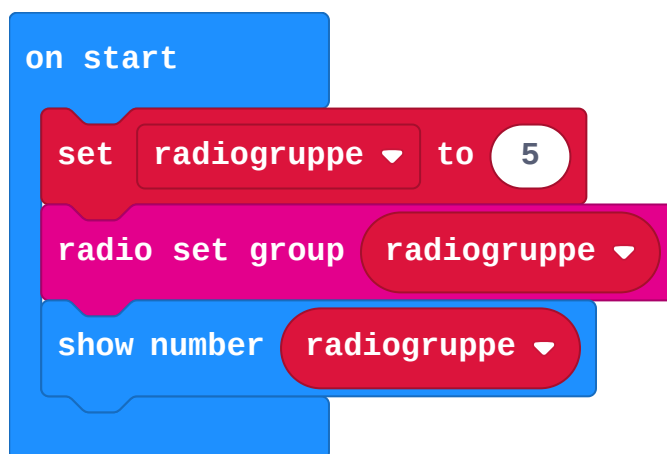 on start
set radiogruppe to 5
radio set group radiogruppe
show number radiogruppe